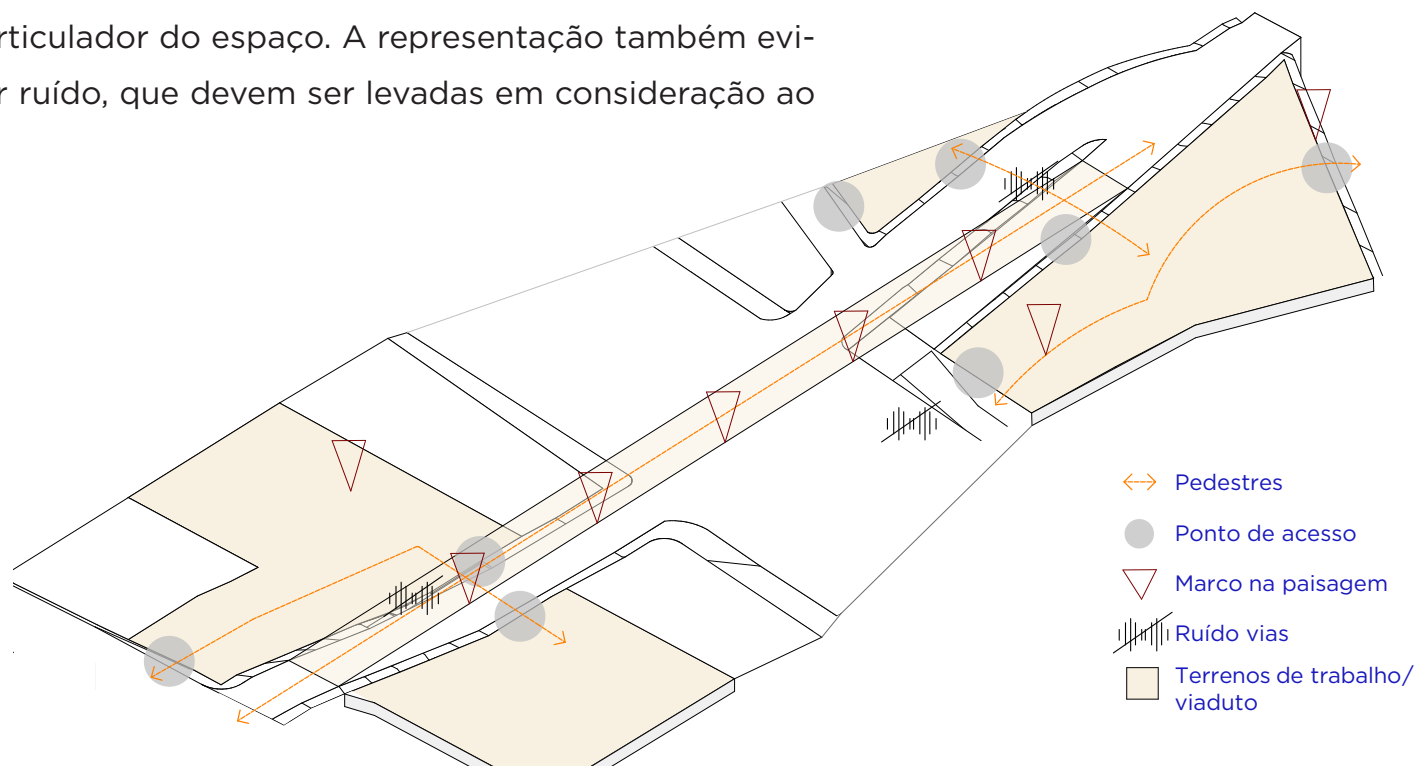 rticulador do espaço. A representação também evi-
r ruído, que devem ser levadas em consideração ao
Pedestres
Ponto de acesso
Marco na paisagem
Ruído vias
Terrenos de trabalho/
viaduto